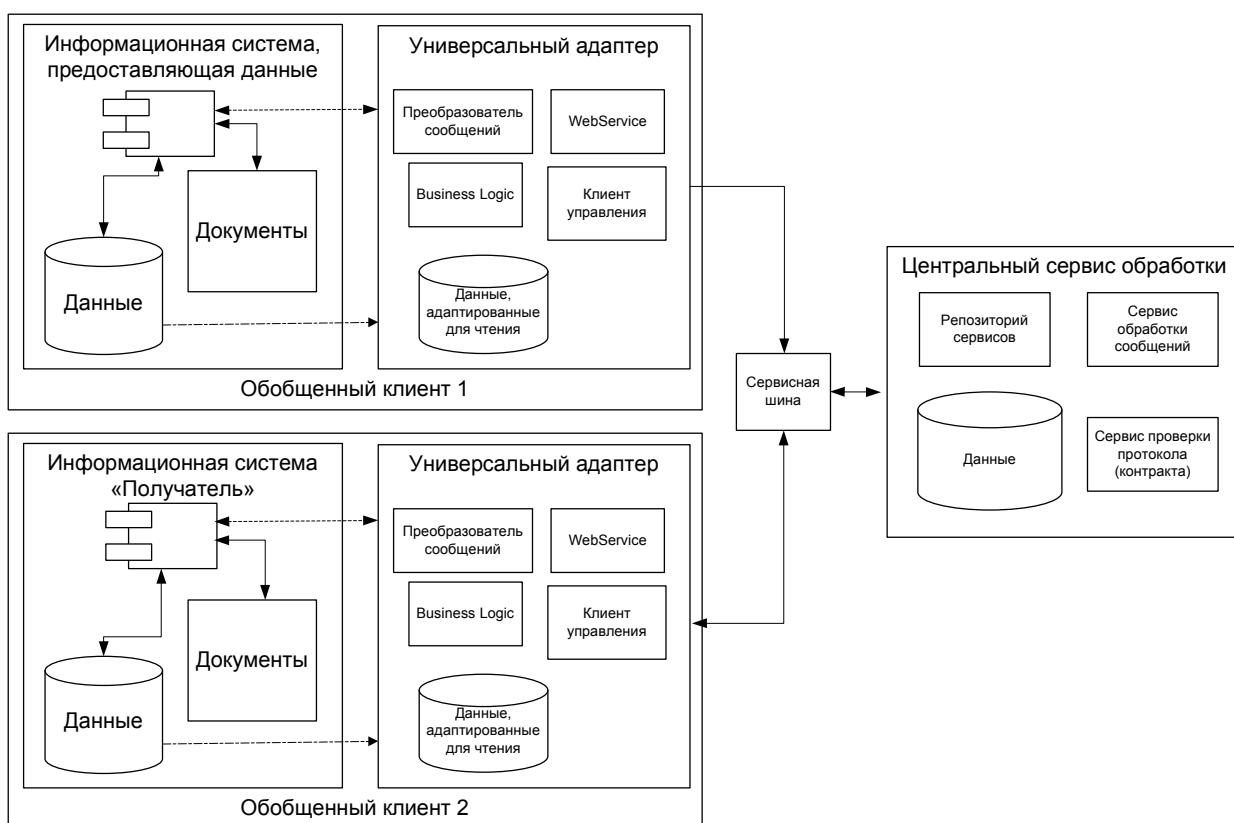 Информационная система,
предоставляющая данные
Документы
Данные
Универсальный адаптер
Преобразователь
сообщений
WebService
Business Logic
Клиент
управления
Данные,
адаптированные
для чтения
Обобщенный клиент 1
Информационная система
«Получатель»
Документы
Данные
Универсальный адаптер
Преобразователь
сообщений
WebService
Business Logic
Клиент
управления
Данные,
адаптированные
для чтения
Обобщенный клиент 2
Сервисная
шина
Центральный сервис обработки
Репозиторий
сервисов
Сервис
обработки
сообщений
Данные
Сервис проверки
протокола
(контракта)